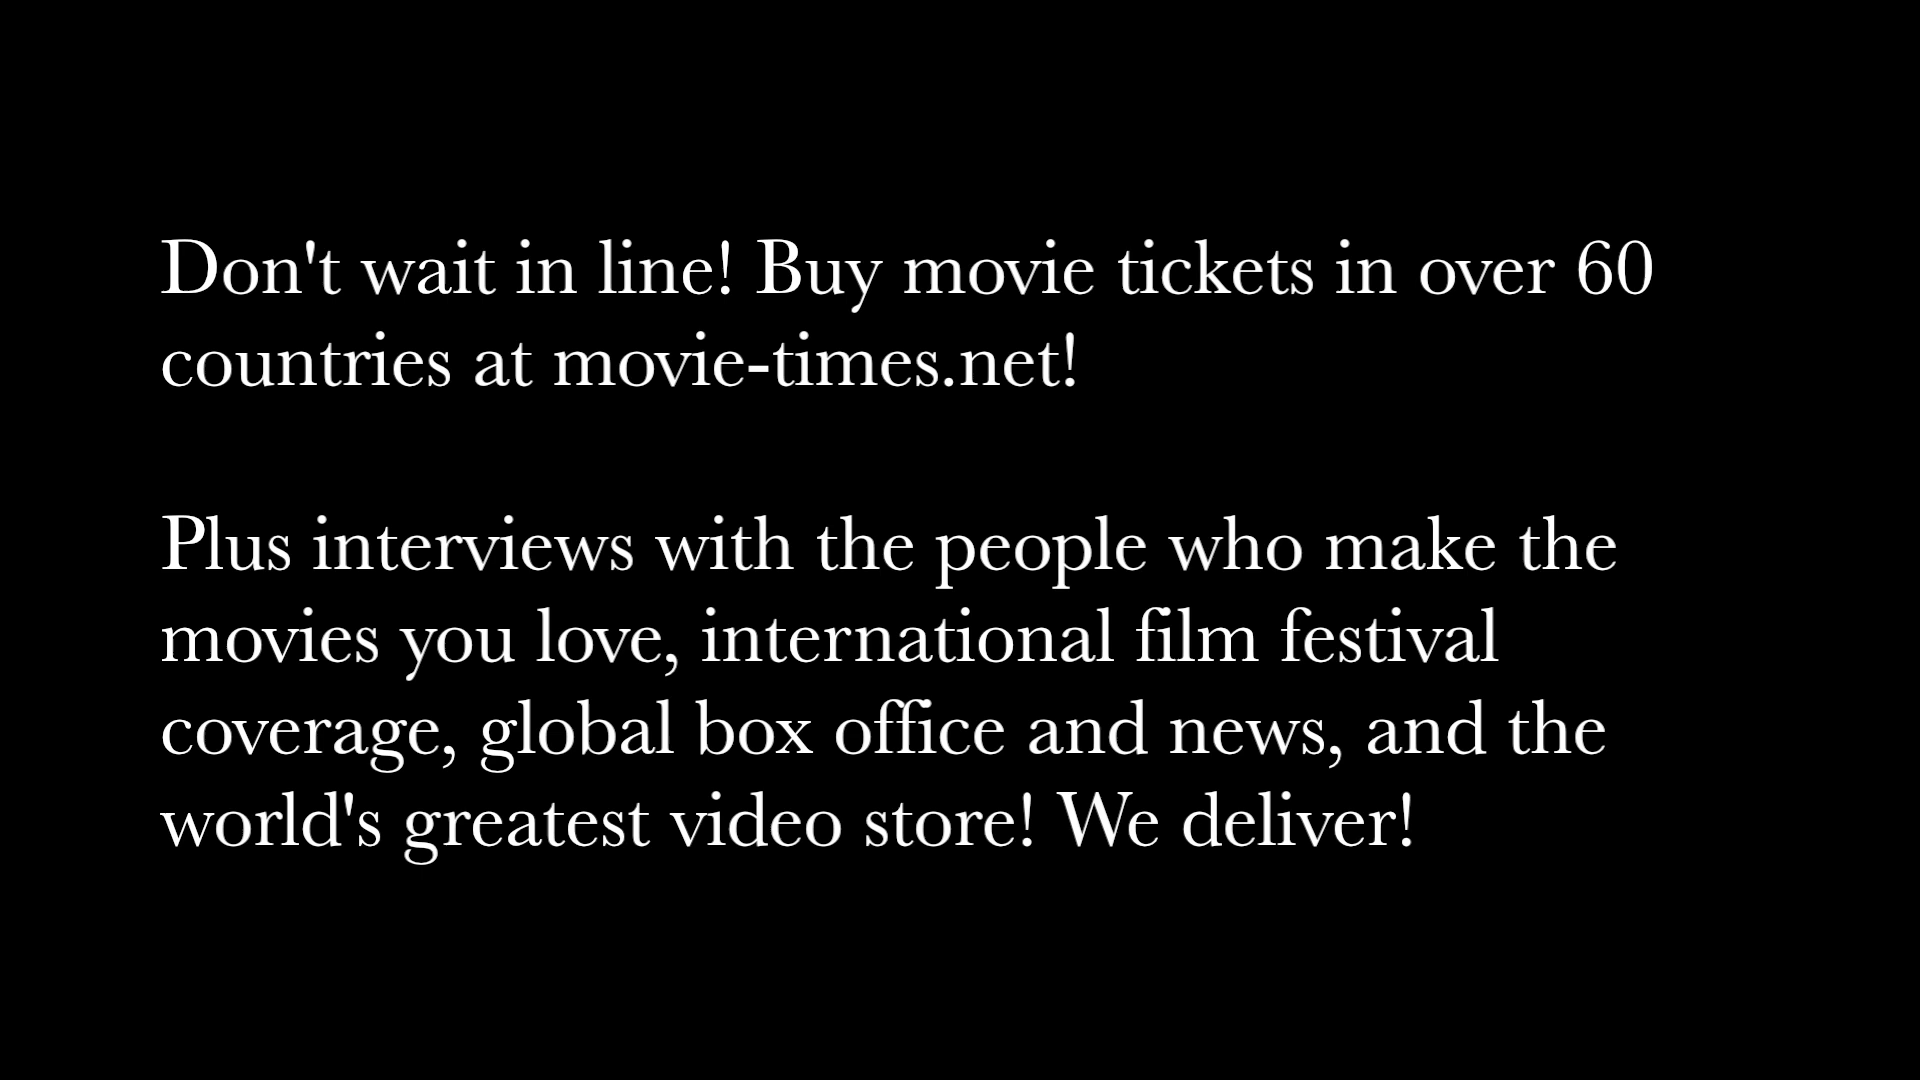 Don't wait in line! Buy movie tickets in over 60
countries at movie-times.net!
Plus interviews with the people who make the
movies you love, international film festival
coverage, global box office and news, and the
world's greatest video store! We deliver!